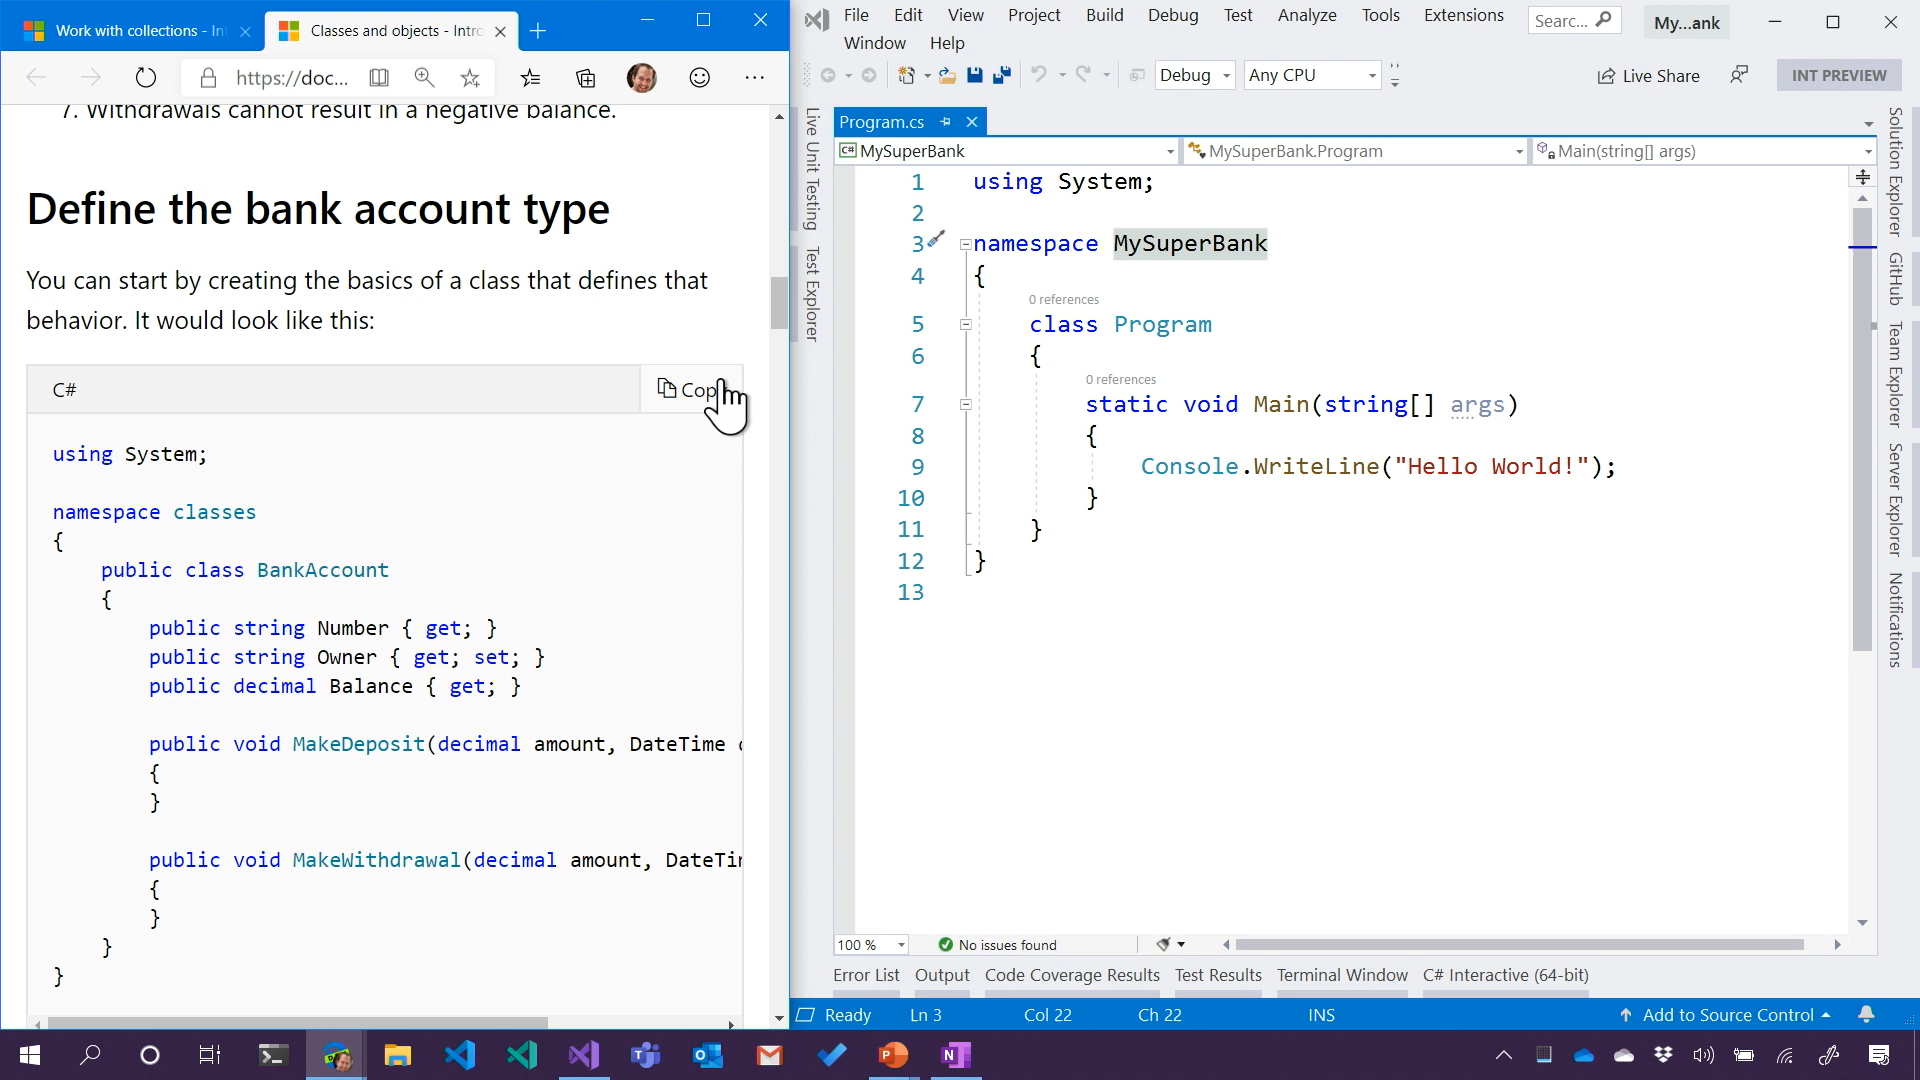 Work with collections - Int
Classes and objects - Intro
https://doc...
7. Withdrawals cannot result in a negative balance.
Define the bank account type
You can start by creating the basics of a class that defines that
behavior. It would look like this:
C#
Cop
using System;
namespace classes
{
public class BankAccount
{
public string Number { get; }
public string Owner { get; set; }
public decimal Balance { get; }
public void MakeDeposit(decimal amount, DateTime
{
}
public void MakeWithdrawal(decimal amount, DateTim
{
}
}
}
File Edit View Project Build Debug Test Analyze Tools Extensions
Window Help
Searc...
My...ank
Debug
Any CPU
Live Share
INT PREVIEW
Live Unit Testing
Test Explorer
Program.cs
C# MySuperBank
MySuperBank.Program
Main(string[] args)
1 using System;
2
3 namespace MySuperBank
4 {
0 references
5 class Program
6 {
0 references
7 static void Main(string[] args)
8 {
9 Console.WriteLine("Hello World!");
10 }
11 }
12 }
13
Solution Explorer
GitHub
Team Explorer
Server Explorer
Notifications
100 %
No issues found
Error List Output Code Coverage Results Test Results Terminal Window C# Interactive (64-bit)
Ready
Ln 3
Col 22
Ch 22
INS
Add to Source Control